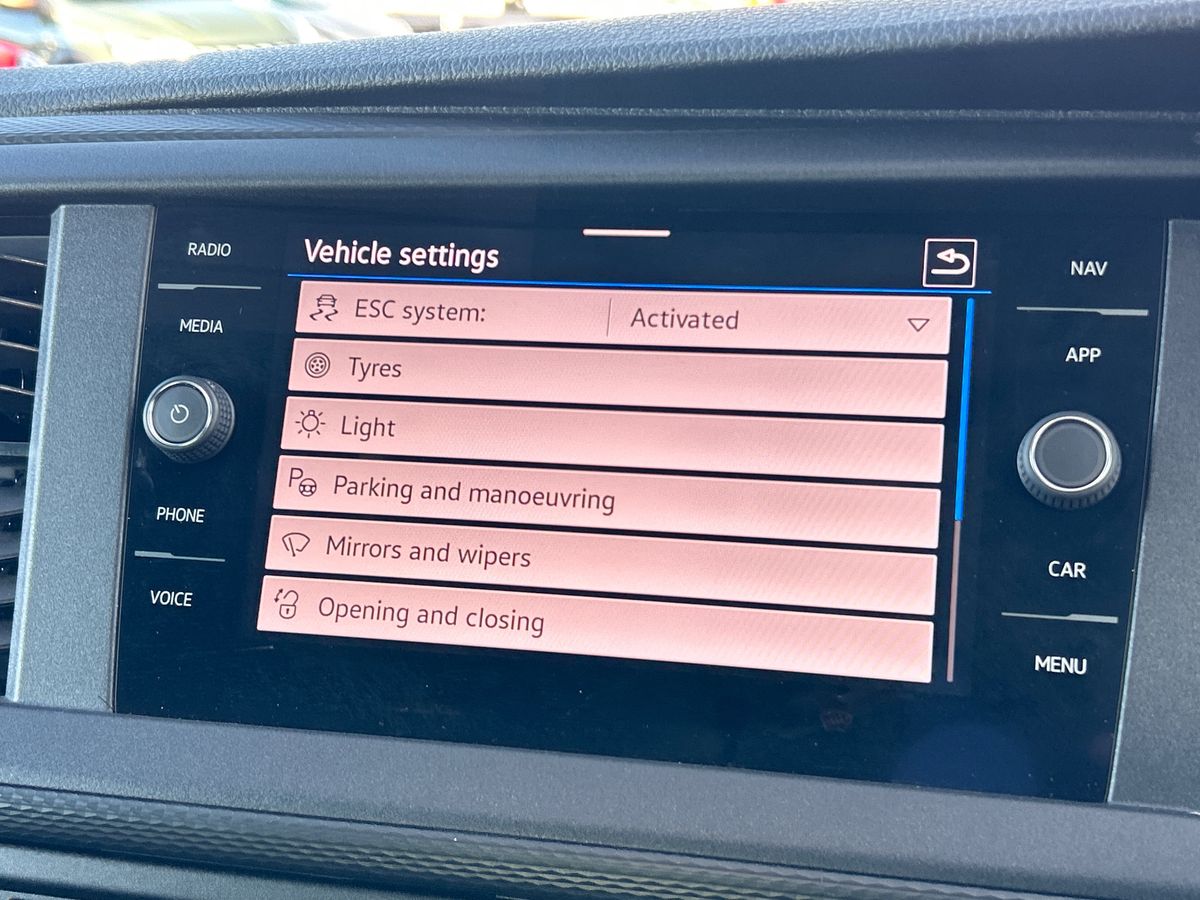 RADIO
MEDIA
PHONE
VOICE
Vehicle settings
ESC system: Activated
Tyres
Light
Parking and manoeuvring
Mirrors and wipers
Opening and closing
NAV
APP
CAR
MENU